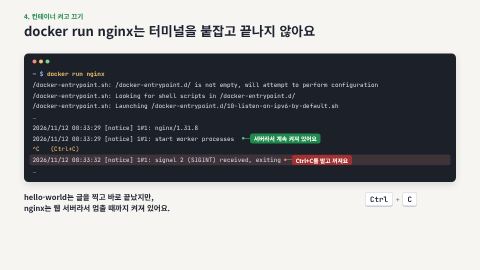 4. 컨테이너 켜고 끄기
docker run nginx는 터미널을 붙잡고 끝나지 않아요
~ $ docker run nginx
/docker-entrypoint.sh: /docker-entrypoint.d/ is not empty, will attempt to perform configuration
/docker-entrypoint.sh: Looking for shell scripts in /docker-entrypoint.d/
/docker-entrypoint.sh: Launching /docker-entrypoint.d/10-listen-on-ipv6-by-default.sh
…
2026/11/12 00:33:29 [notice] 1#1: nginx/1.31.0
2026/11/12 00:33:29 [notice] 1#1: start worker processes 서버라서 계속 켜져 있어요
^C (Ctrl+C)
2026/11/12 00:33:32 [notice] 1#1: signal 2 (SIGINT) received, exiting Ctrl+C를 받고 꺼져요
…
hello-world는 글을 찍고 바로 끝났지만,
nginx는 웹 서버라서 멈출 때까지 켜져 있어요.
Ctrl + C